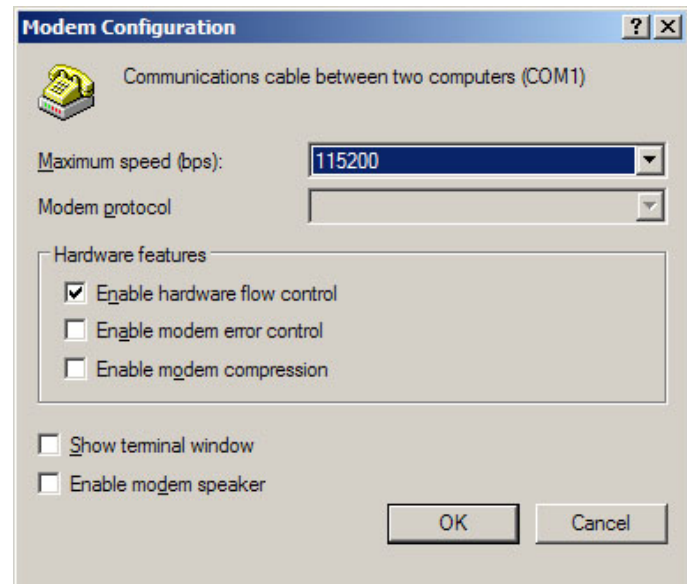 Modem Configuration
Communications cable between two computers (COM1)
Maximum speed (bps):
115200
Modem protocol
Hardware features
Enable hardware flow control
Enable modem error control
Enable modem compression
Show terminal window
Enable modem speaker
OK
Cancel